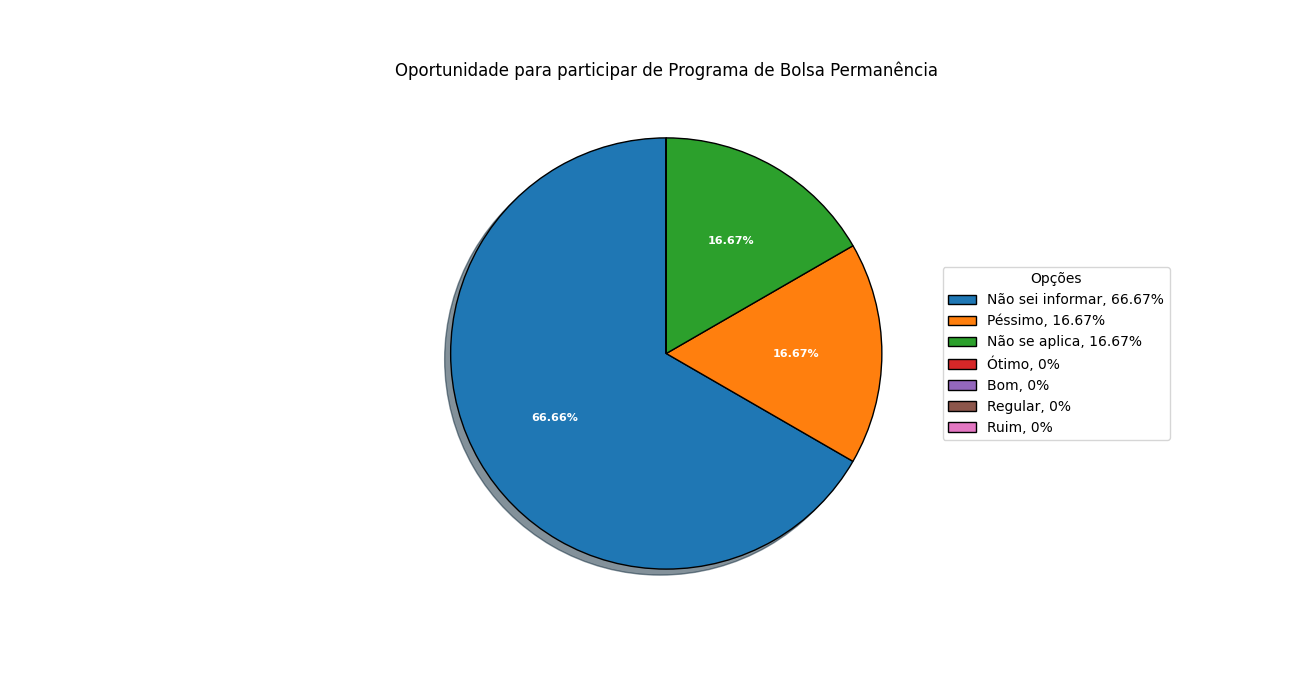 Oportunidade para participar de Programa de Bolsa Permanência
16.67%
16.67%
66.66%
Opções
Não sei informar, 66.67%
Péssimo, 16.67%
Não se aplica, 16.67%
Ótimo, 0%
Bom, 0%
Regular, 0%
Ruim, 0%